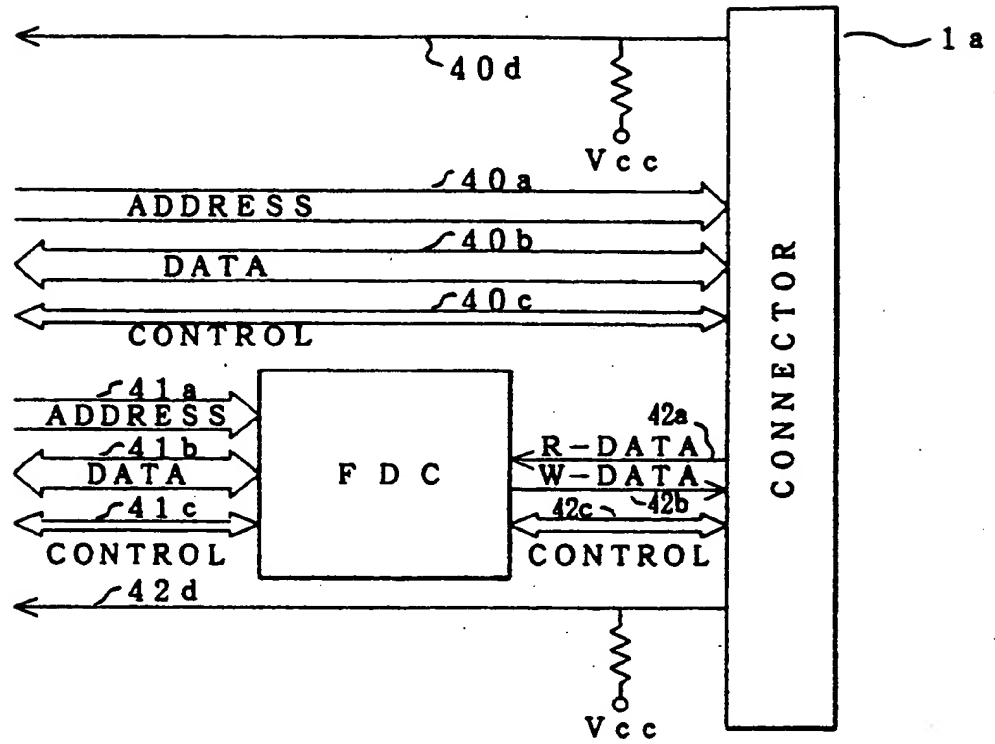 1a
40d
Vcc
40a
ADDRESS
40b
DATA
40c
CONTROL
CONNECTOR
41a
ADDRESS
41b
DATA
41c
CONTROL
FDC
42a
R-DATA
W-DATA
42b
42c
CONTROL
42d
Vcc